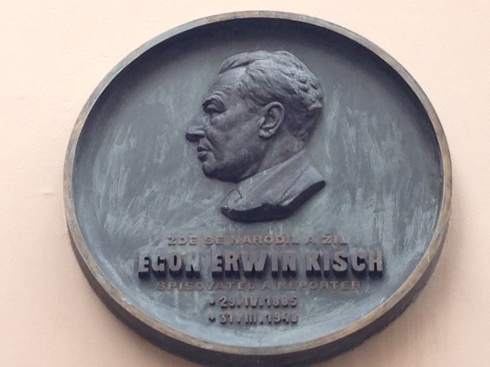 ZDE SE NARODIL A ŽIL
EGON ERWIN KISCH
SPISOVATEL A REPORTER
* 29. IV. 1885
+ 31. III. 1948